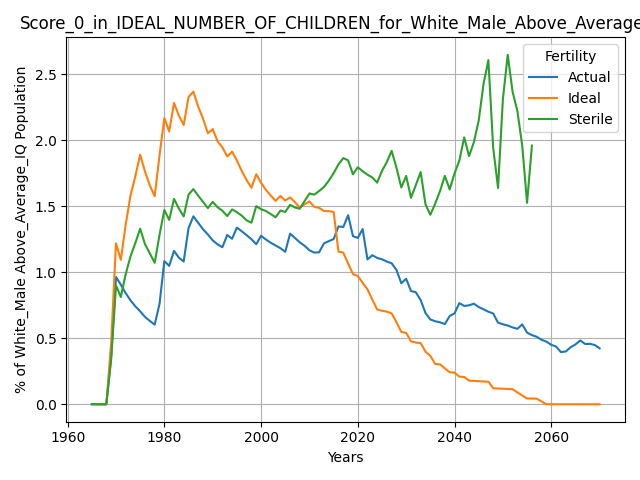 Score_0_in_IDEAL_NUMBER_OF_CHILDREN_for_White_Male_Above_Average
% of White_Male Above_Average_IQ Population
2.5
2.0
1.5
1.0
0.5
0.0
Fertility
Actual
Ideal
Sterile
1960 1980 2000 2020 2040 2060
Years